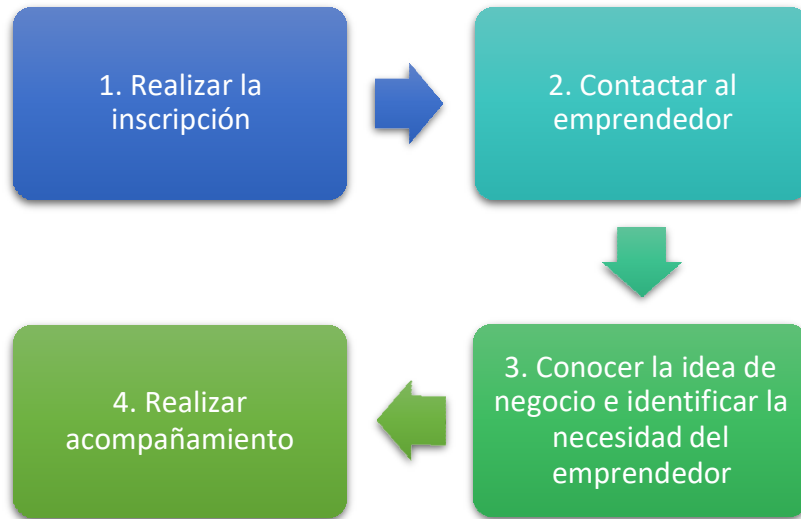 1. Realizar la
inscripción
2. Contactar al
emprendedor
3. Conocer la idea de
negocio e identificar la
necesidad del
emprendedor
4. Realizar
acompañamiento